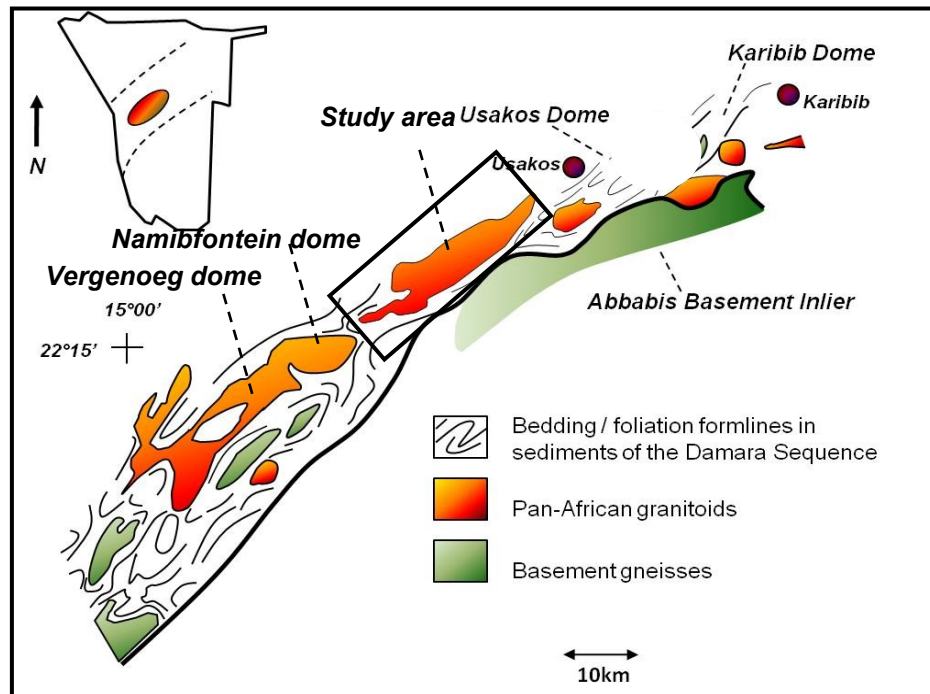 N
Karibib Dome
Karibib
Study area
Usakos Dome
Usakos
Namibfontein dome
Vergenoeg dome
15°00'
22°15'
Abbabis Basement Inlier
Bedding / foliation formlines in
sediments of the Damara Sequence
Pan-African granitoids
Basement gneisses
10km